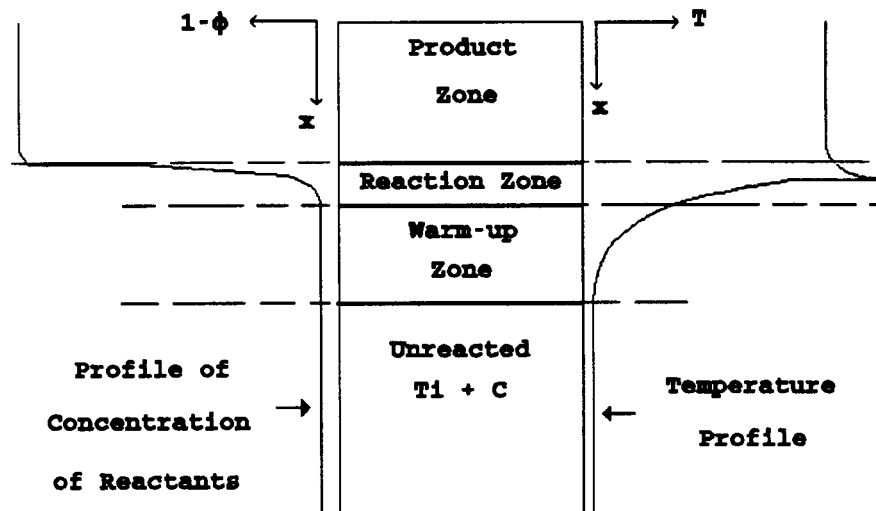 1-ϕ
T
x
x
Product
Zone
Reaction Zone
Warm-up
Zone
Unreacted
Ti + C
Profile of
Concentration
of Reactants
Temperature
Profile